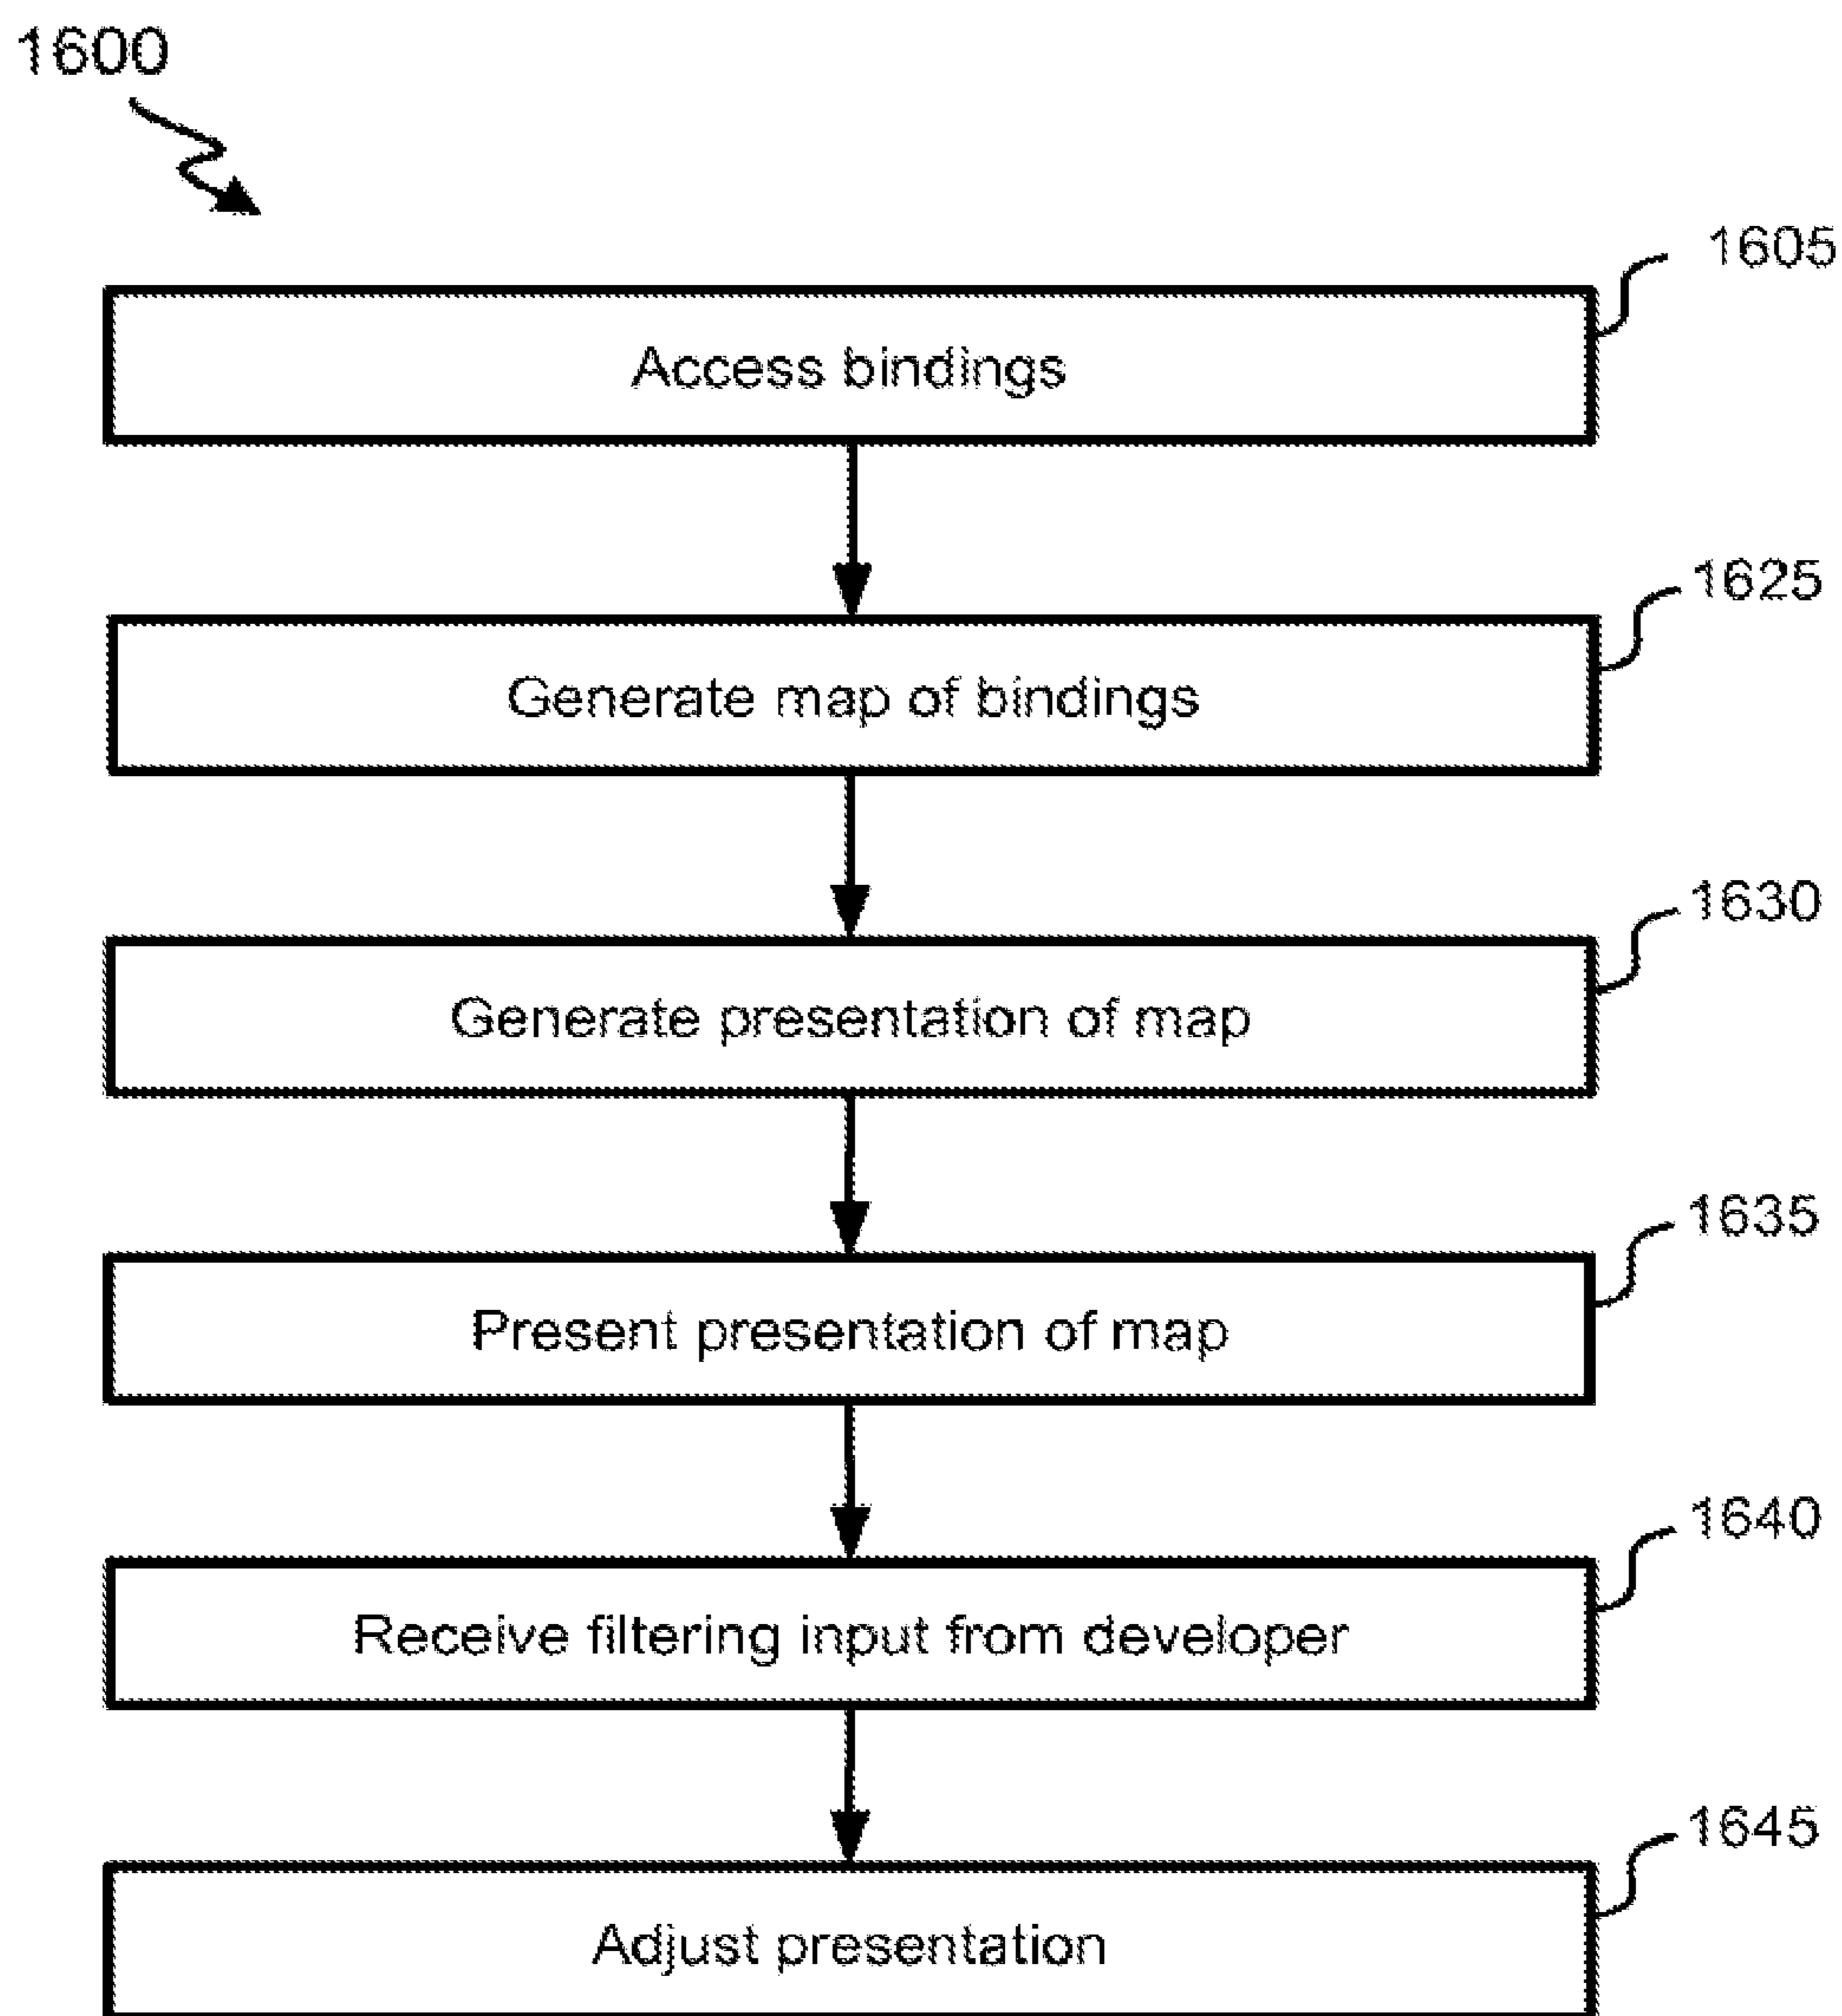 1600
1605
Access bindings
1625
Generate map of bindings
1630
Generate presentation of map
1635
Present presentation of map
1640
Receive filtering input from developer
1645
Adjust presentation